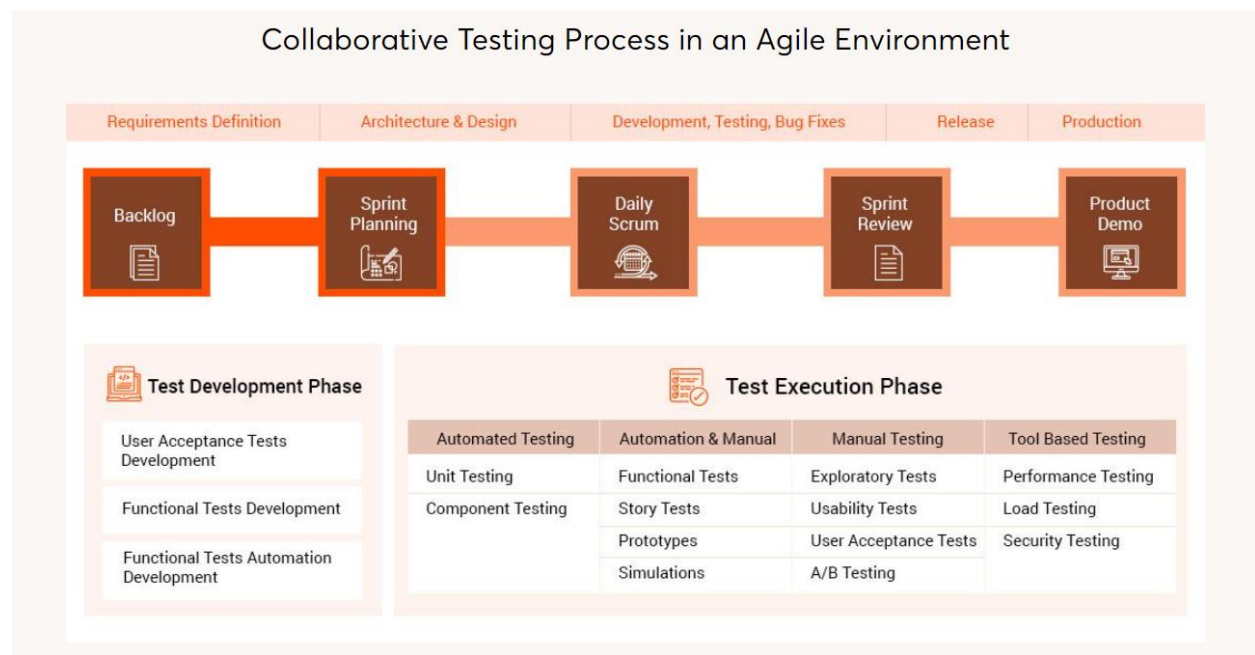 Collaborative Testing Process in an Agile Environment
Requirements Definition
Architecture & Design
Development, Testing, Bug Fixes
Release
Production
Backlog
Sprint
Planning
Daily
Scrum
Sprint
Review
Product
Demo
Test Development Phase
User Acceptance Tests
Development
Functional Tests Development
Functional Tests Automation
Development
Test Execution Phase
Automated Testing
Automation & Manual
Manual Testing
Tool Based Testing
Unit Testing
Functional Tests
Exploratory Tests
Performance Testing
Component Testing
Story Tests
Usability Tests
Load Testing
Prototypes
User Acceptance Tests
Security Testing
Simulations
A/B Testing